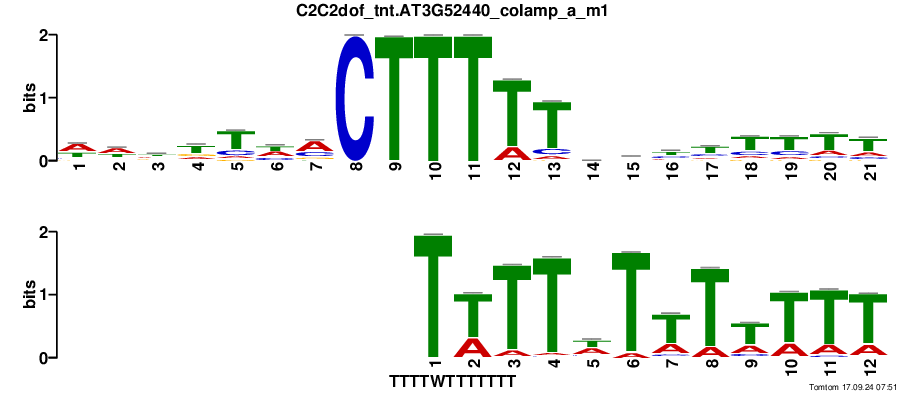 C2C2dof_tnt.AT3G52440_colamp_a_m1
2
bits
1
0
A T A T T C A T A C C T T T T A T C T T T C T C T A T A
1 2 3 4 5 6 7 8 9 10 11 12 13 14 15 16 17 18 19 20 21
2
bits
1
0
T T A T A T T A T A T A T A T A T A T A T A
1 2 3 4 5 6 7 8 9 10 11 12
TTTTWTTTTTTT
Tomtom 17.09.24 07:51